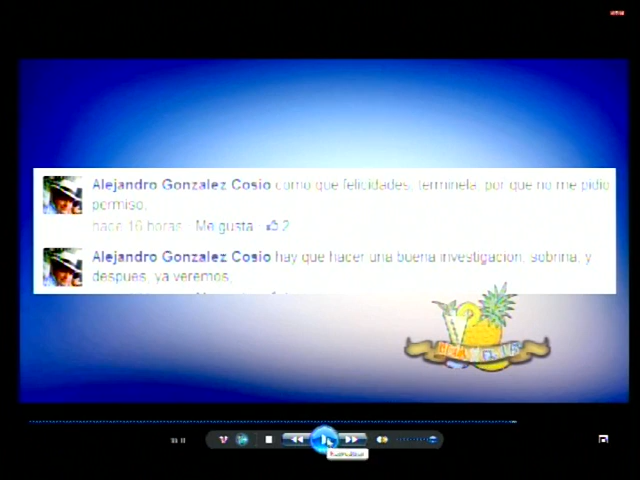 Alejandro Gonzalez Cosio como que felicidades, terminela, por que no me pidio
permiso.
hace 16 horas · Me gusta · 2
Alejandro Gonzalez Cosio hay que hacer una buena investigacion, sobrina, y
despues, ya veremos,